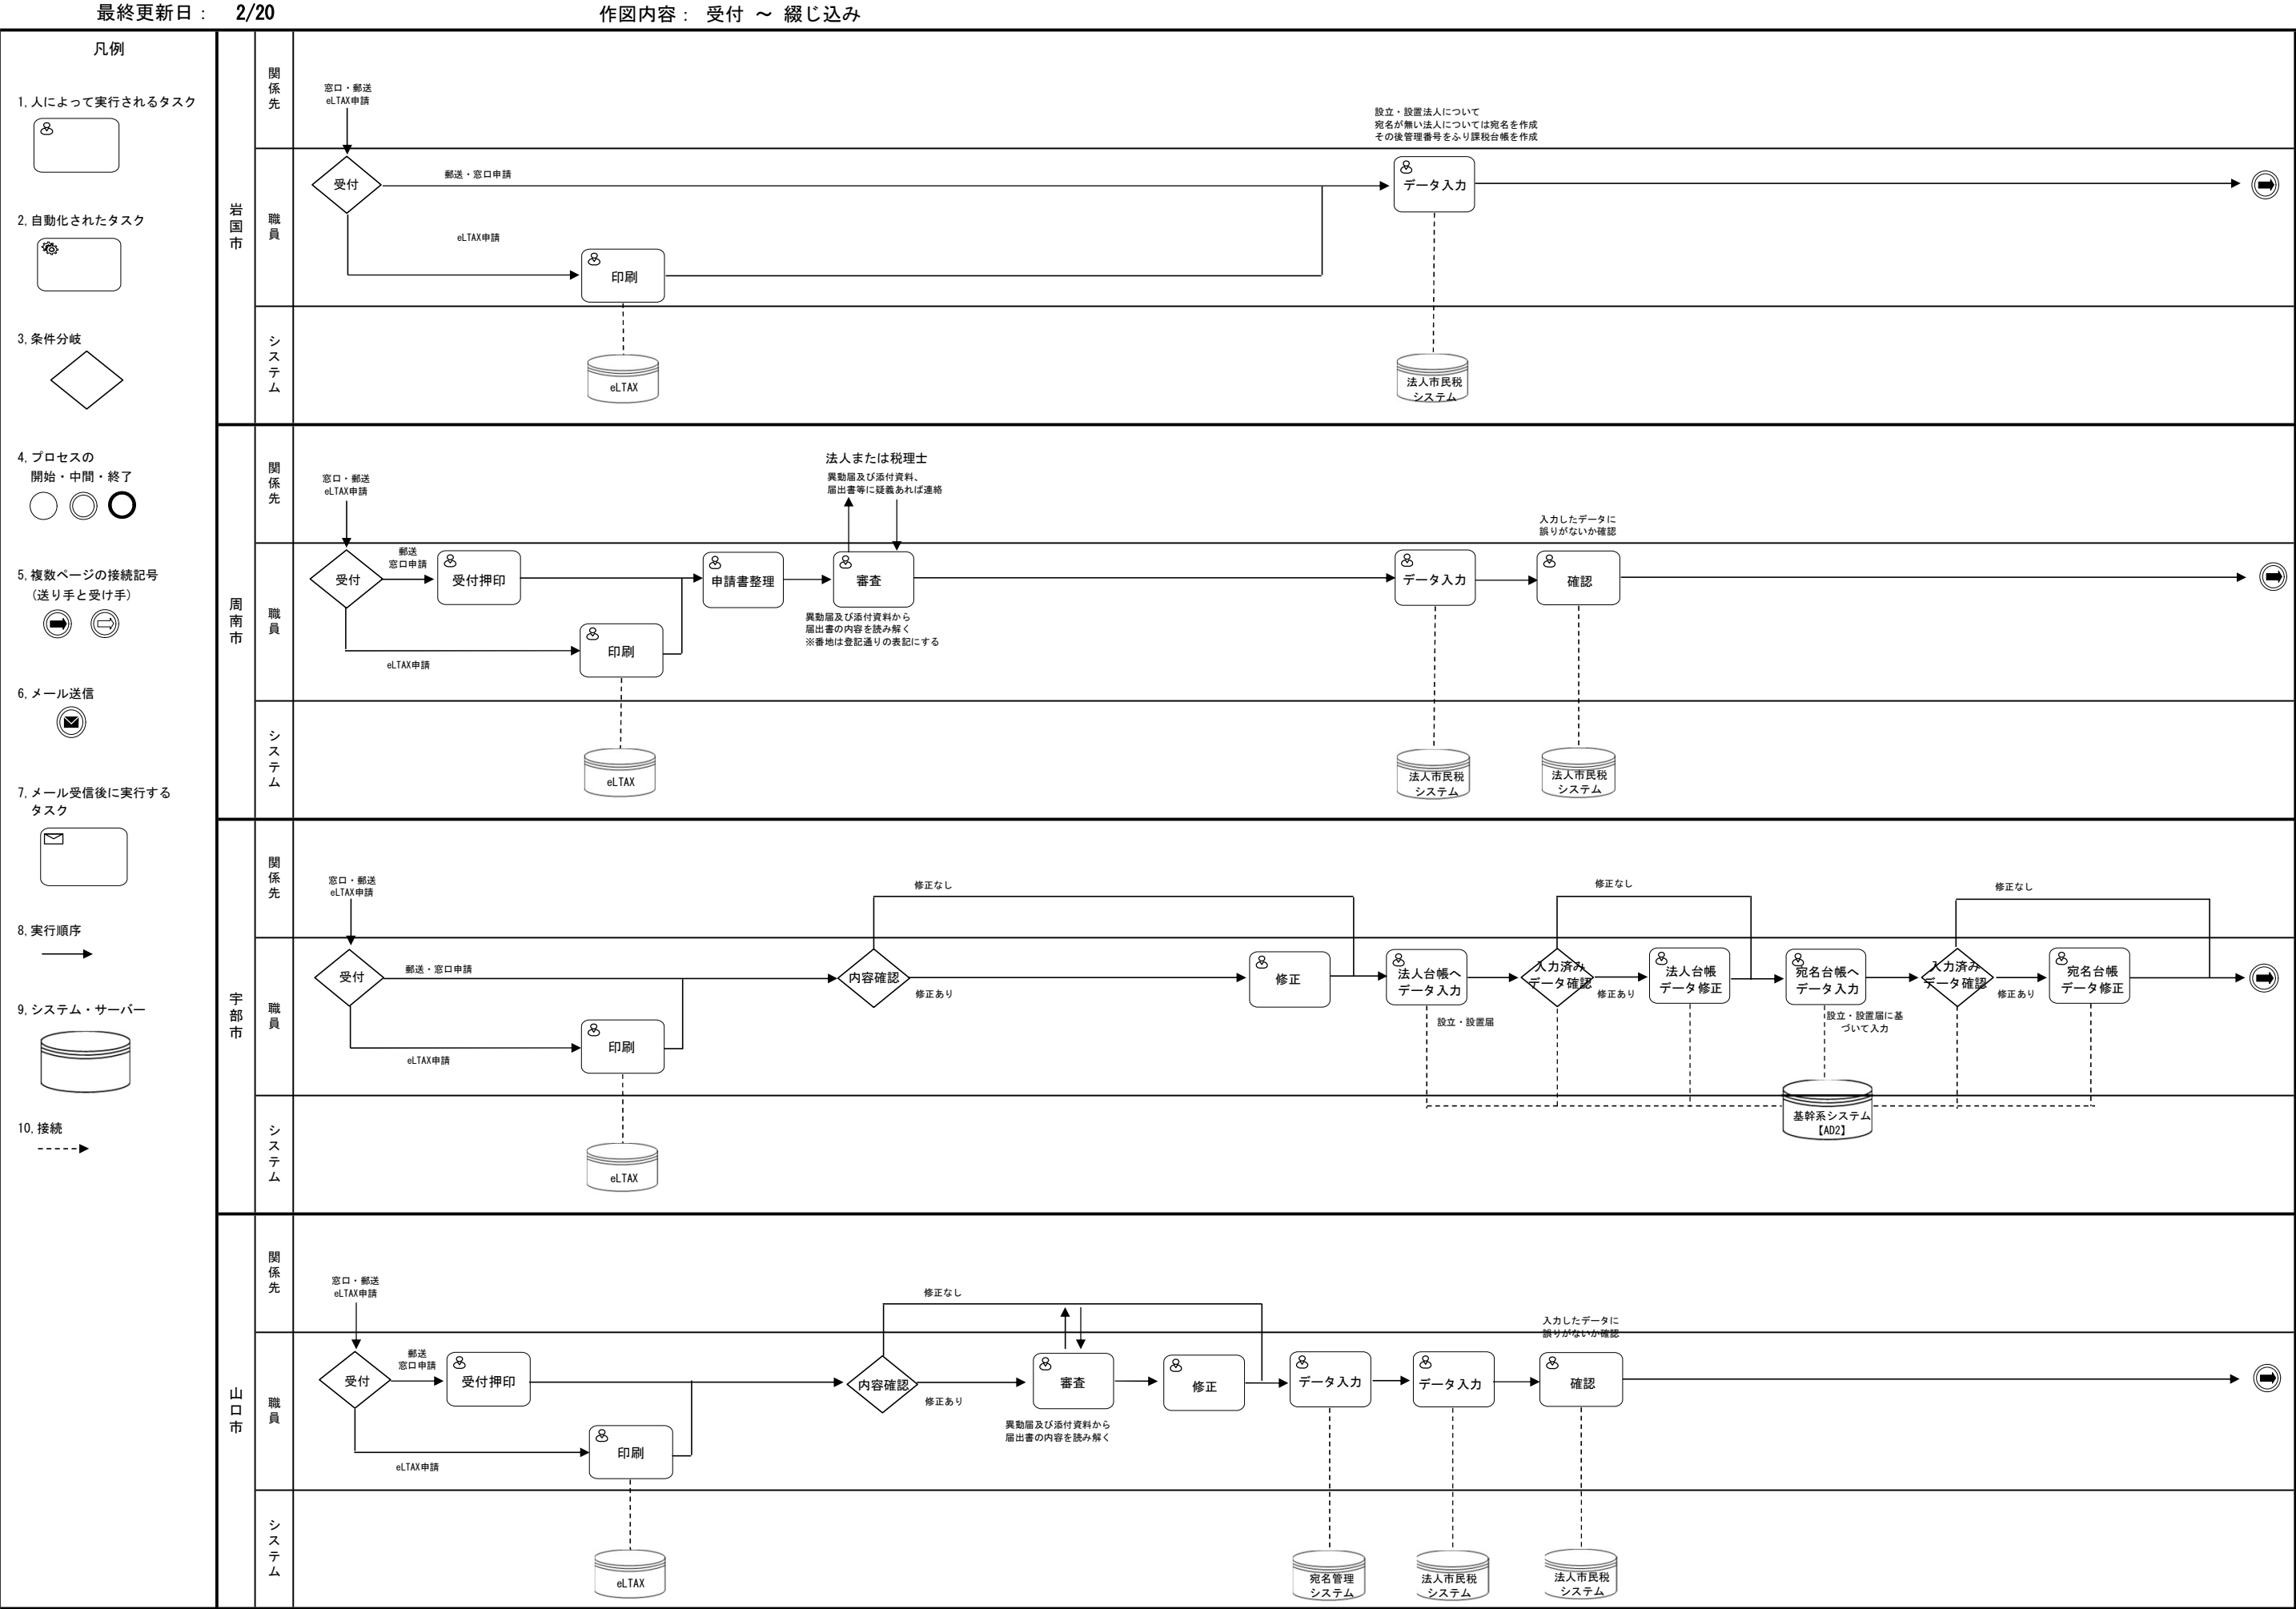 最終更新日： 2/20
作図内容： 受付 ～ 綴じ込み
凡例
1,人によって実行されるタスク
2,自動化されたタスク
3,条件分岐
4,プロセスの
開始・中間・終了
5,複数ページの接続記号
(送り手と受け手)
6,メール送信
7,メール受信後に実行する
タスク
8,実行順序
9,システム・サーバー
10,接続
岩国市
関係先
職員
システム
窓口・郵送
eLTAX申請
受付
郵送・窓口申請
eLTAX申請
印刷
eLTAX
設立・設置法人について
宛名が無い法人については宛名を作成
その後管理番号をふり課税台帳を作成
データ入力
法人市民税
システム
周南市
関係先
職員
システム
窓口・郵送
eLTAX申請
受付
郵送
窓口申請
受付押印
eLTAX申請
印刷
eLTAX
申請書整理
法人または税理士
異動届及び添付資料、
届出書等に疑義あれば連絡
審査
異動届及び添付資料から
届出書の内容を読み解く
※番地は登記通りの表記にする
データ入力
法人市民税
システム
入力したデータに
誤りがないか確認
確認
法人市民税
システム
宇部市
関係先
職員
システム
窓口・郵送
eLTAX申請
受付
郵送・窓口申請
eLTAX申請
印刷
eLTAX
内容確認
修正なし
修正あり
修正
法人台帳へ
データ入力
設立・設置届
入力済み
データ確認
修正なし
修正あり
法人台帳
データ修正
宛名台帳へ
データ入力
設立・設置届に基
づいて入力
入力済み
データ確認
修正なし
修正あり
宛名台帳
データ修正
基幹系システム
【AD2】
山口市
関係先
職員
システム
窓口・郵送
eLTAX申請
受付
郵送
窓口申請
受付押印
eLTAX申請
印刷
eLTAX
内容確認
修正なし
修正あり
審査
異動届及び添付資料から
届出書の内容を読み解く
修正
データ入力
宛名管理
システム
データ入力
法人市民税
システム
入力したデータに
誤りがないか確認
確認
法人市民税
システム